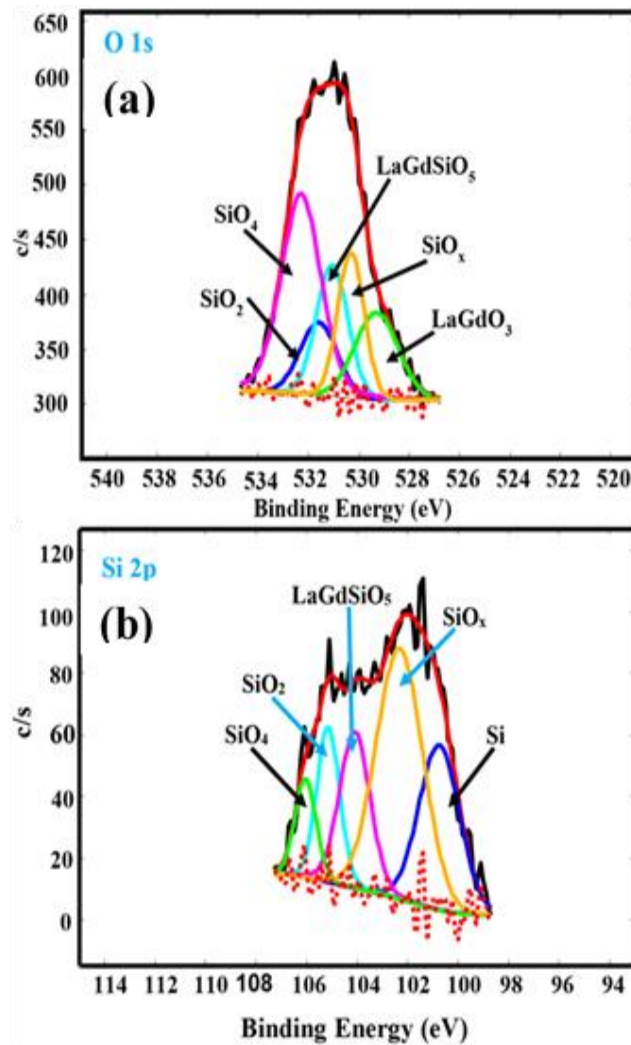 650
O 1s
600
(a)
550
LaGdSiO₅
500
SiO₄
SiOₓ
450
c/s
SiO₂
400
LaGdO₃
350
300
540 538 536 534 532 530 528 526 524 522 520
Binding Energy (eV)
120
Si 2p
LaGdSiO₅
100
(b)
SiOₓ
80
SiO₂
c/s
60
SiO₄
Si
40
20
0
114 112 110 108 106 104 102 100 98 96 94
Binding Energy (eV)